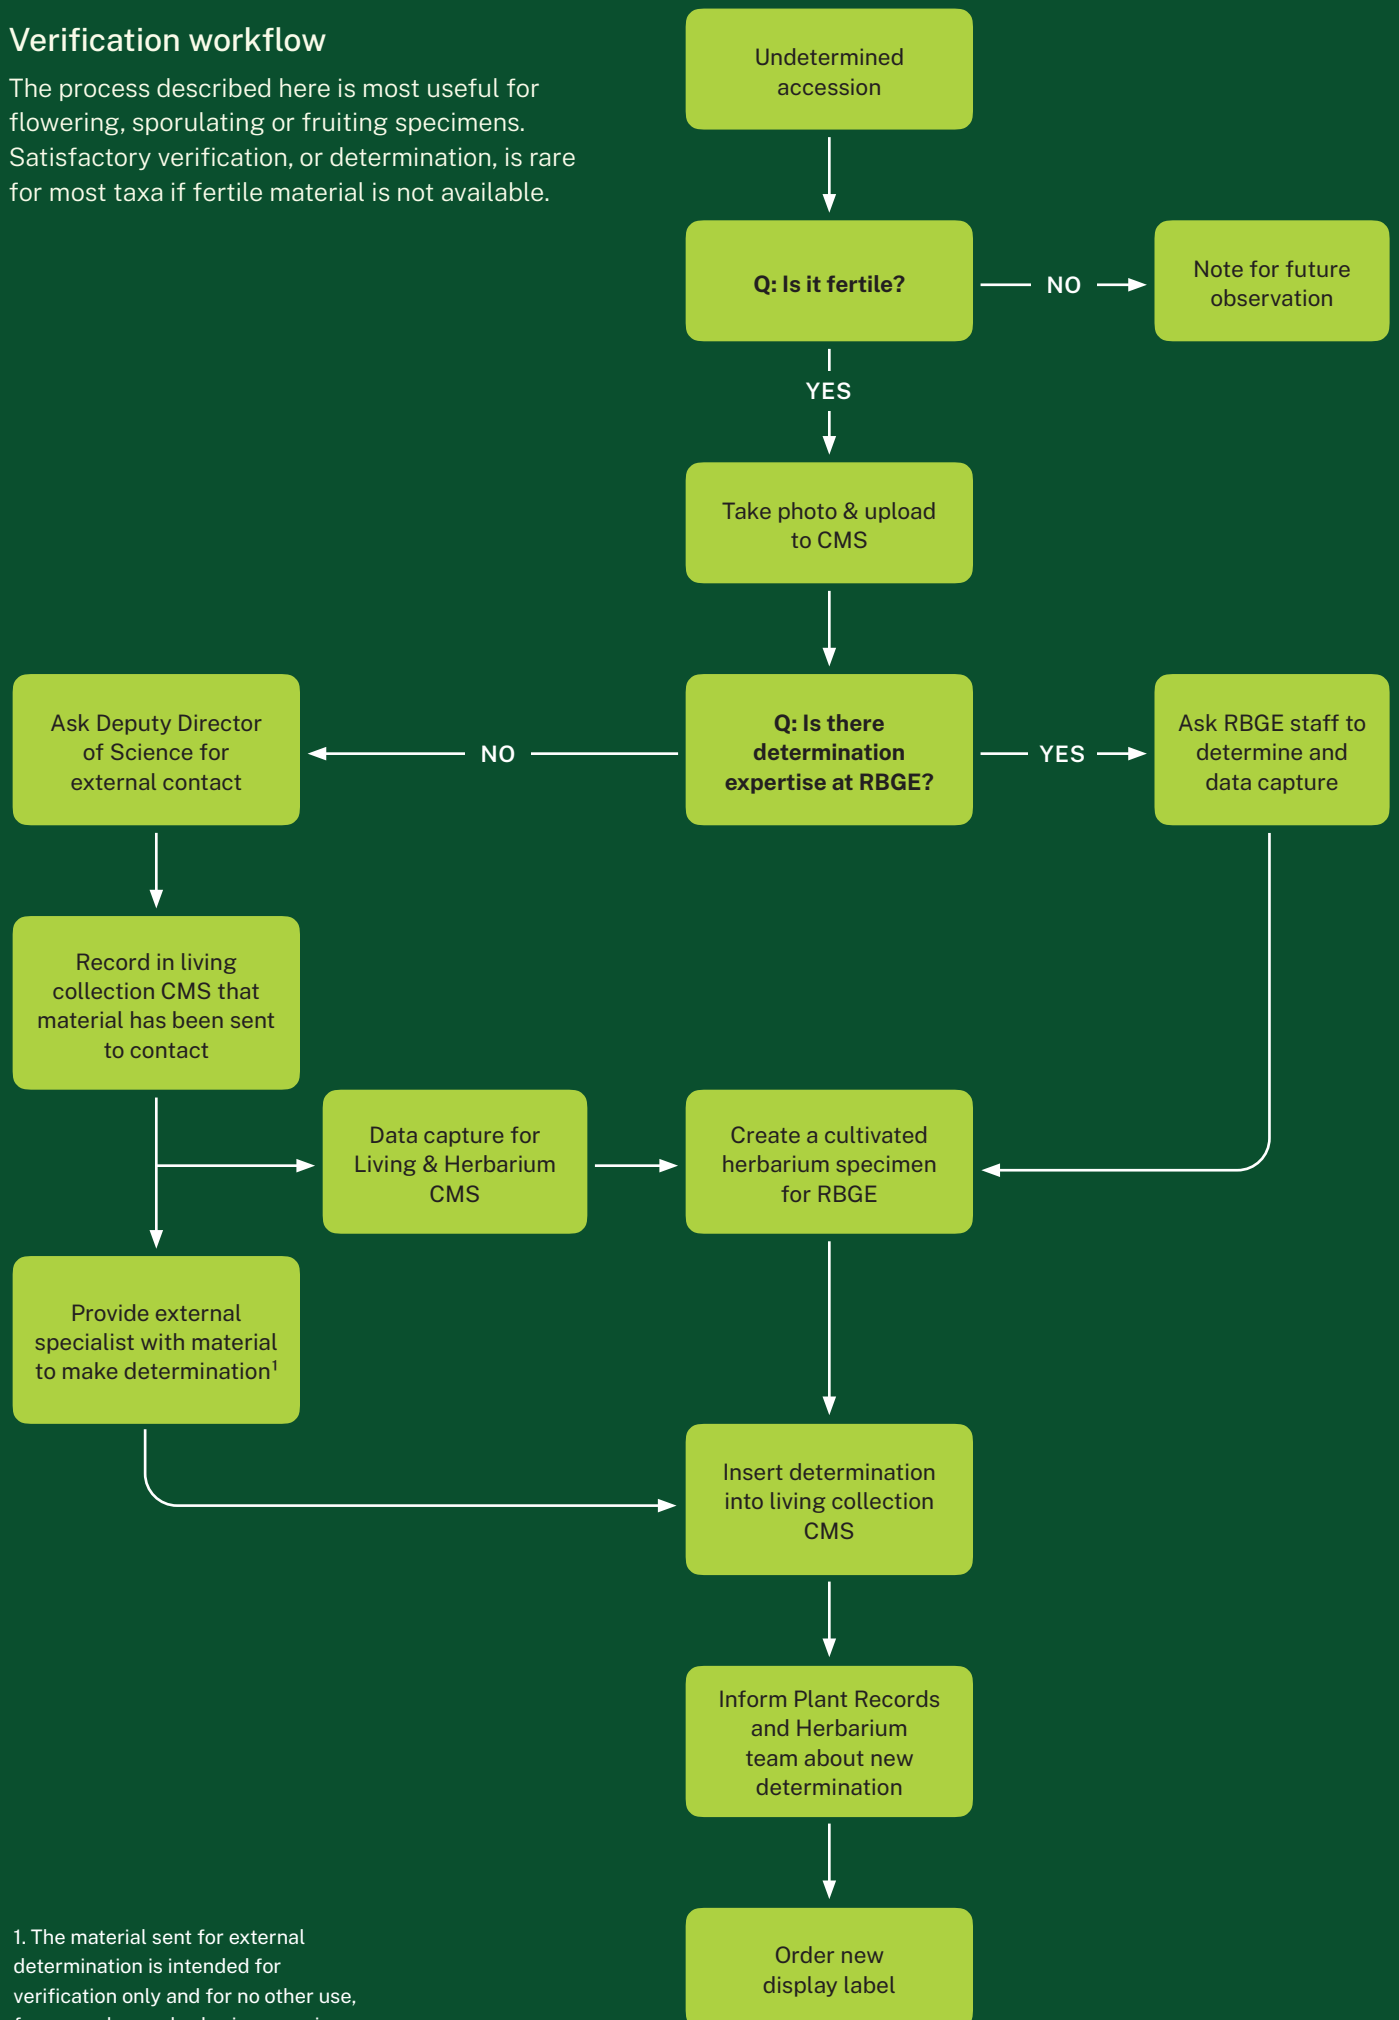 Verification workflow
The process described here is most useful for
flowering, sporulating or fruiting specimens.
Satisfactory verification, or determination, is rare
for most taxa if fertile material is not available.
Undetermined
accession
Q: Is it fertile?
NO
Note for future
observation
YES
Take photo & upload
to CMS
Q: Is there
determination
expertise at RBGE?
NO
Ask Deputy Director
of Science for
external contact
YES
Ask RBGE staff to
determine and
data capture
Record in living
collection CMS that
material has been sent
to contact
Data capture for
Living & Herbarium
CMS
Create a cultivated
herbarium specimen
for RBGE
Provide external
specialist with material
to make determination¹
Insert determination
into living collection
CMS
Inform Plant Records
and Herbarium
team about new
determination
Order new
display label
1. The material sent for external
determination is intended for
verification only and for no other use,